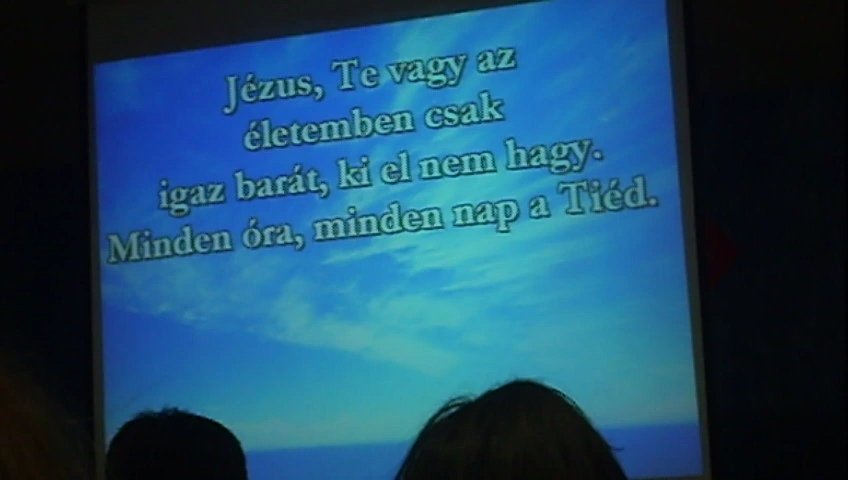 Jézus, Te vagy az
életemben csak
igaz barát, ki el nem hagy.
Minden óra, minden nap a Tiéd.